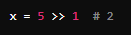 x = 5 >> 1  # 2